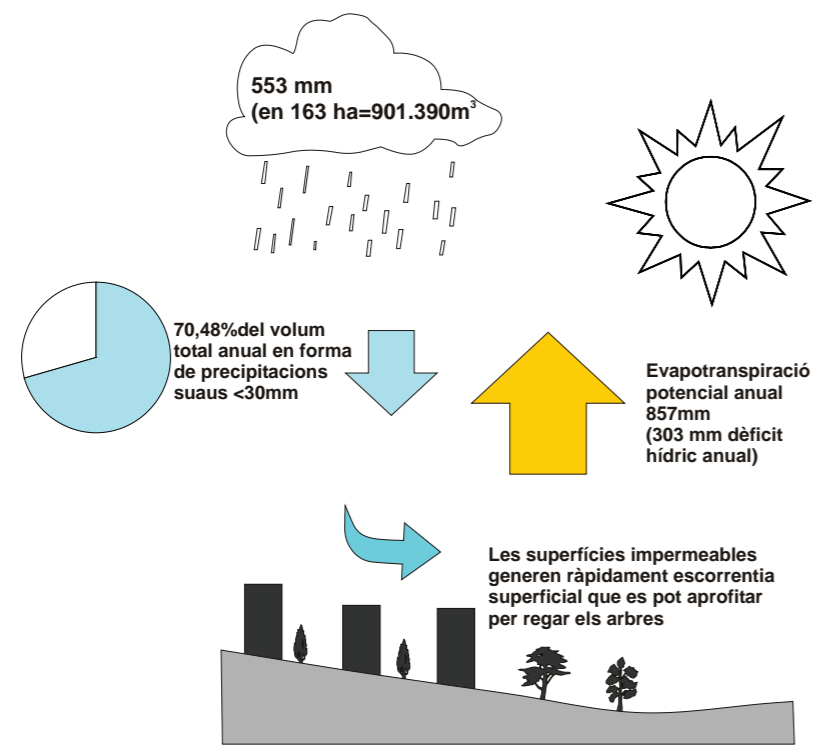 553 mm
(en 163 ha=901.390m³
70,48%del volum
total anual en forma
de precipitacions
suaus <30mm
Evapotranspiració
potencial anual
857mm
(303 mm dèficit
hídric anual)
Les superfícies impermeables
generen ràpidament escorrentia
superficial que es pot aprofitar
per regar els arbres